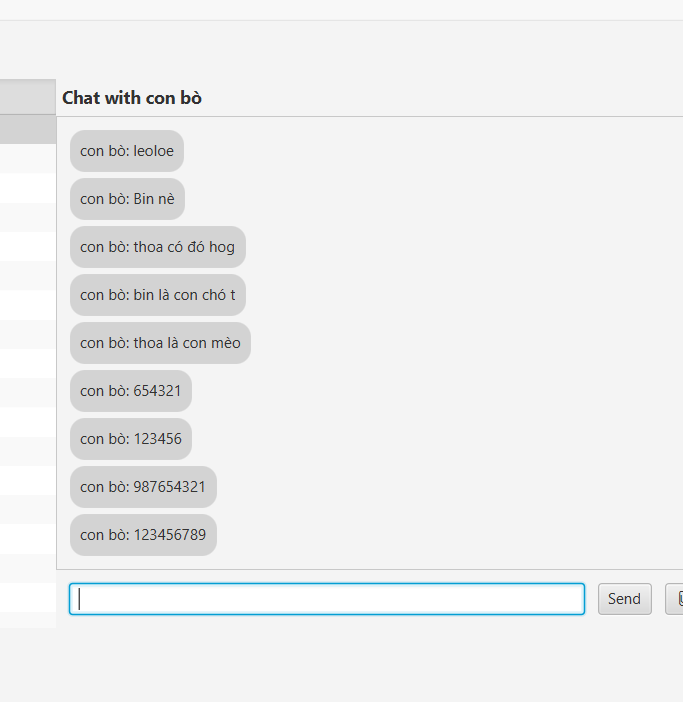 Chat with con bò
con bò: leoloe
con bò: Bin nè
con bò: thoa có đó hog
con bò: bin là con chó t
con bò: thoa là con mèo
con bò: 654321
con bò: 123456
con bò: 987654321
con bò: 123456789
Send